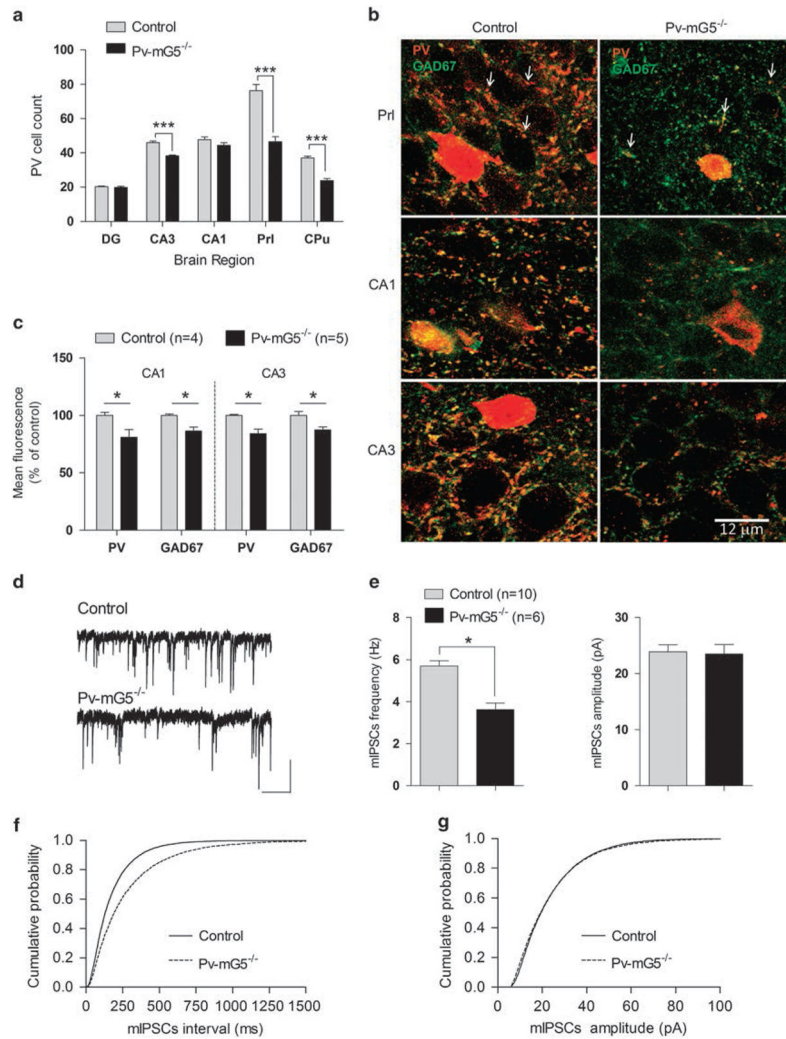 a
Control
Pv-mG5-/-
PV cell count
100
80
60
40
20
0
***
***
***
DG CA3 CA1 Prl CPu
Brain Region
b
Control Pv-mG5-/-
Prl
PV
GAD67
PV
GAD67
CA1
CA3
12 µm
c
Control (n=4) Pv-mG5-/- (n=5)
Mean fluorescence
(% of control)
150
100
50
0
CA1 CA3
* * * *
PV GAD67 PV GAD67
d
Control
Pv-mG5-/-
e
Control (n=10)
Pv-mG5-/- (n=6)
mIPSCs frequency (Hz)
8
6
4
2
0
*
mIPSCs amplitude (pA)
30
20
10
0
f
Cumulative probability
1.0
0.8
0.6
0.4
0.2
0.0
Control
Pv-mG5-/-
0 250 500 750 1000 1250 1500
mIPSCs interval (ms)
g
Cumulative probability
1.0
0.8
0.6
0.4
0.2
0.0
Control
Pv-mG5-/-
0 20 40 60 80 100
mIPSCs amplitude (pA)